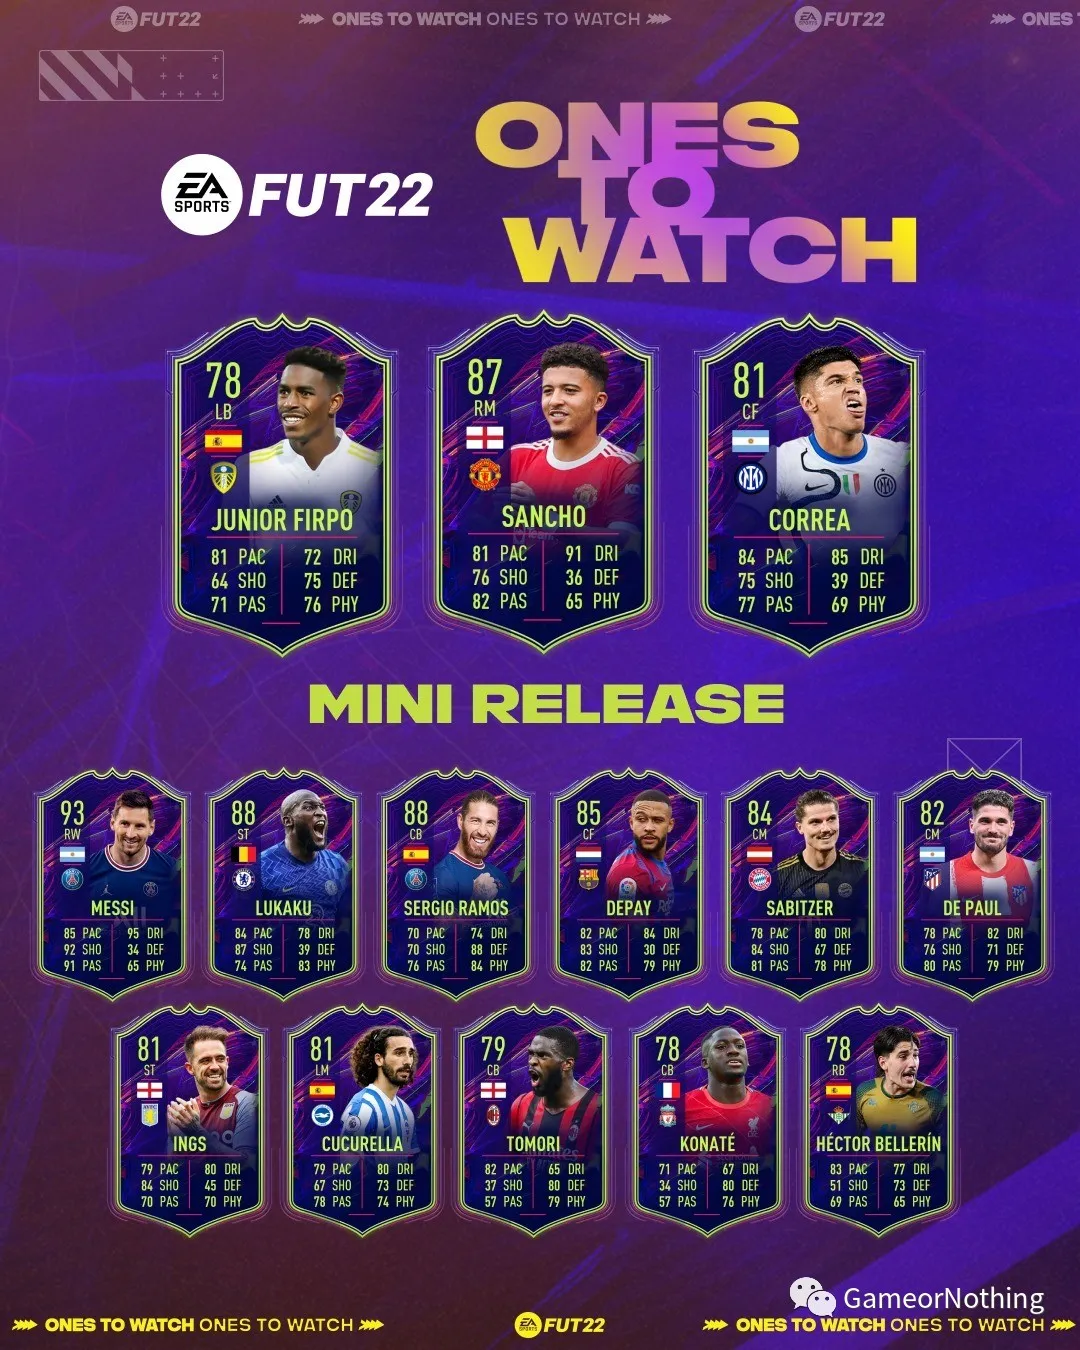 EA SPORTS FUT22 ONES TO WATCH ONES TO WATCH EA SPORTS FUT22 ONES
EA SPORTS FUT22
ONES
TO
WATCH
78
LB
JUNIOR FIRPO
81 PAC 72 DRI
64 SHO 75 DEF
71 PAS 76 PHY
87
RM
SANCHO
81 PAC 91 DRI
76 SHO 36 DEF
82 PAS 65 PHY
81
CF
CORREA
84 PAC 85 DRI
75 SHO 39 DEF
77 PAS 69 PHY
MINI RELEASE
93
RW
MESSI
85 PAC 95 DRI
92 SHO 34 DEF
91 PAS 65 PHY
88
ST
LUKAKU
84 PAC 78 DRI
87 SHO 39 DEF
74 PAS 83 PHY
88
CB
SERGIO RAMOS
70 PAC 74 DRI
70 SHO 88 DEF
76 PAS 84 PHY
85
CF
DEPAY
82 PAC 84 DRI
83 SHO 30 DEF
82 PAS 79 PHY
84
CM
SABITZER
78 PAC 80 DRI
84 SHO 67 DEF
81 PAS 78 PHY
82
CM
DE PAUL
78 PAC 82 DRI
76 SHO 71 DEF
80 PAS 79 PHY
81
ST
INGS
79 PAC 80 DRI
84 SHO 45 DEF
70 PAS 70 PHY
81
LM
CUCURELLA
79 PAC 80 DRI
67 SHO 73 DEF
78 PAS 74 PHY
79
CB
TOMORI
82 PAC 65 DRI
37 SHO 80 DEF
57 PAS 79 PHY
78
CB
KONATÉ
71 PAC 67 DRI
34 SHO 80 DEF
57 PAS 76 PHY
78
RB
HÉCTOR BELLERÍN
83 PAC 77 DRI
51 SHO 73 DEF
69 PAS 65 PHY
GameorNothing
ONES TO WATCH ONES TO WATCH EA SPORTS FUT22 ONES TO WATCH ONES TO WATCH